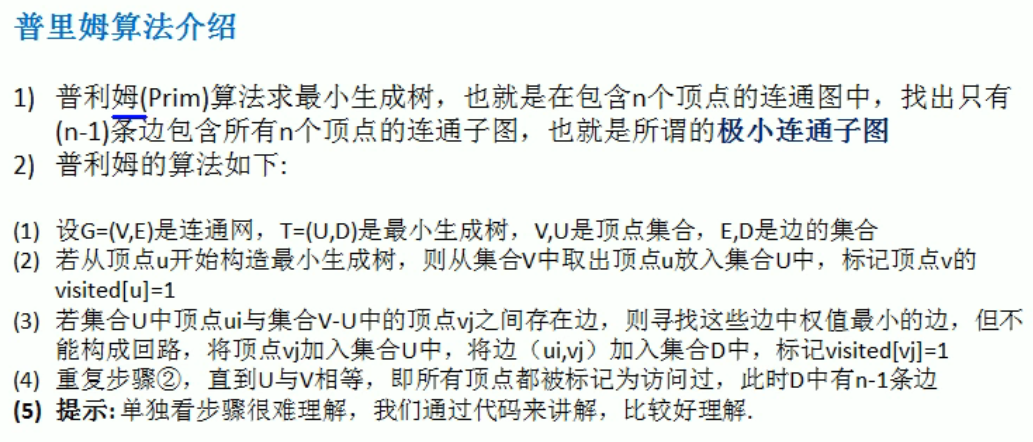 普里姆算法介绍
1) 普利姆(Prim)算法求最小生成树，也就是在包含n个顶点的连通图中，找出只有
(n-1)条边包含所有n个顶点的连通子图，也就是所谓的极小连通子图
2) 普利姆的算法如下:
(1) 设G=(V,E)是连通网，T=(U,D)是最小生成树，V,U是顶点集合，E,D是边的集合
(2) 若从顶点u开始构造最小生成树，则从集合V中取出顶点u放入集合U中，标记顶点v的
visited[u]=1
(3) 若集合U中顶点ui与集合V-U中的顶点vj之间存在边，则寻找这些边中权值最小的边，但不
能构成回路，将顶点vj加入集合U中，将边（ui,vj）加入集合D中，标记visited[vj]=1
(4) 重复步骤②，直到U与V相等，即所有顶点都被标记为访问过，此时D中有n-1条边
(5) 提示: 单独看步骤很难理解，我们通过代码来讲解，比较好理解.